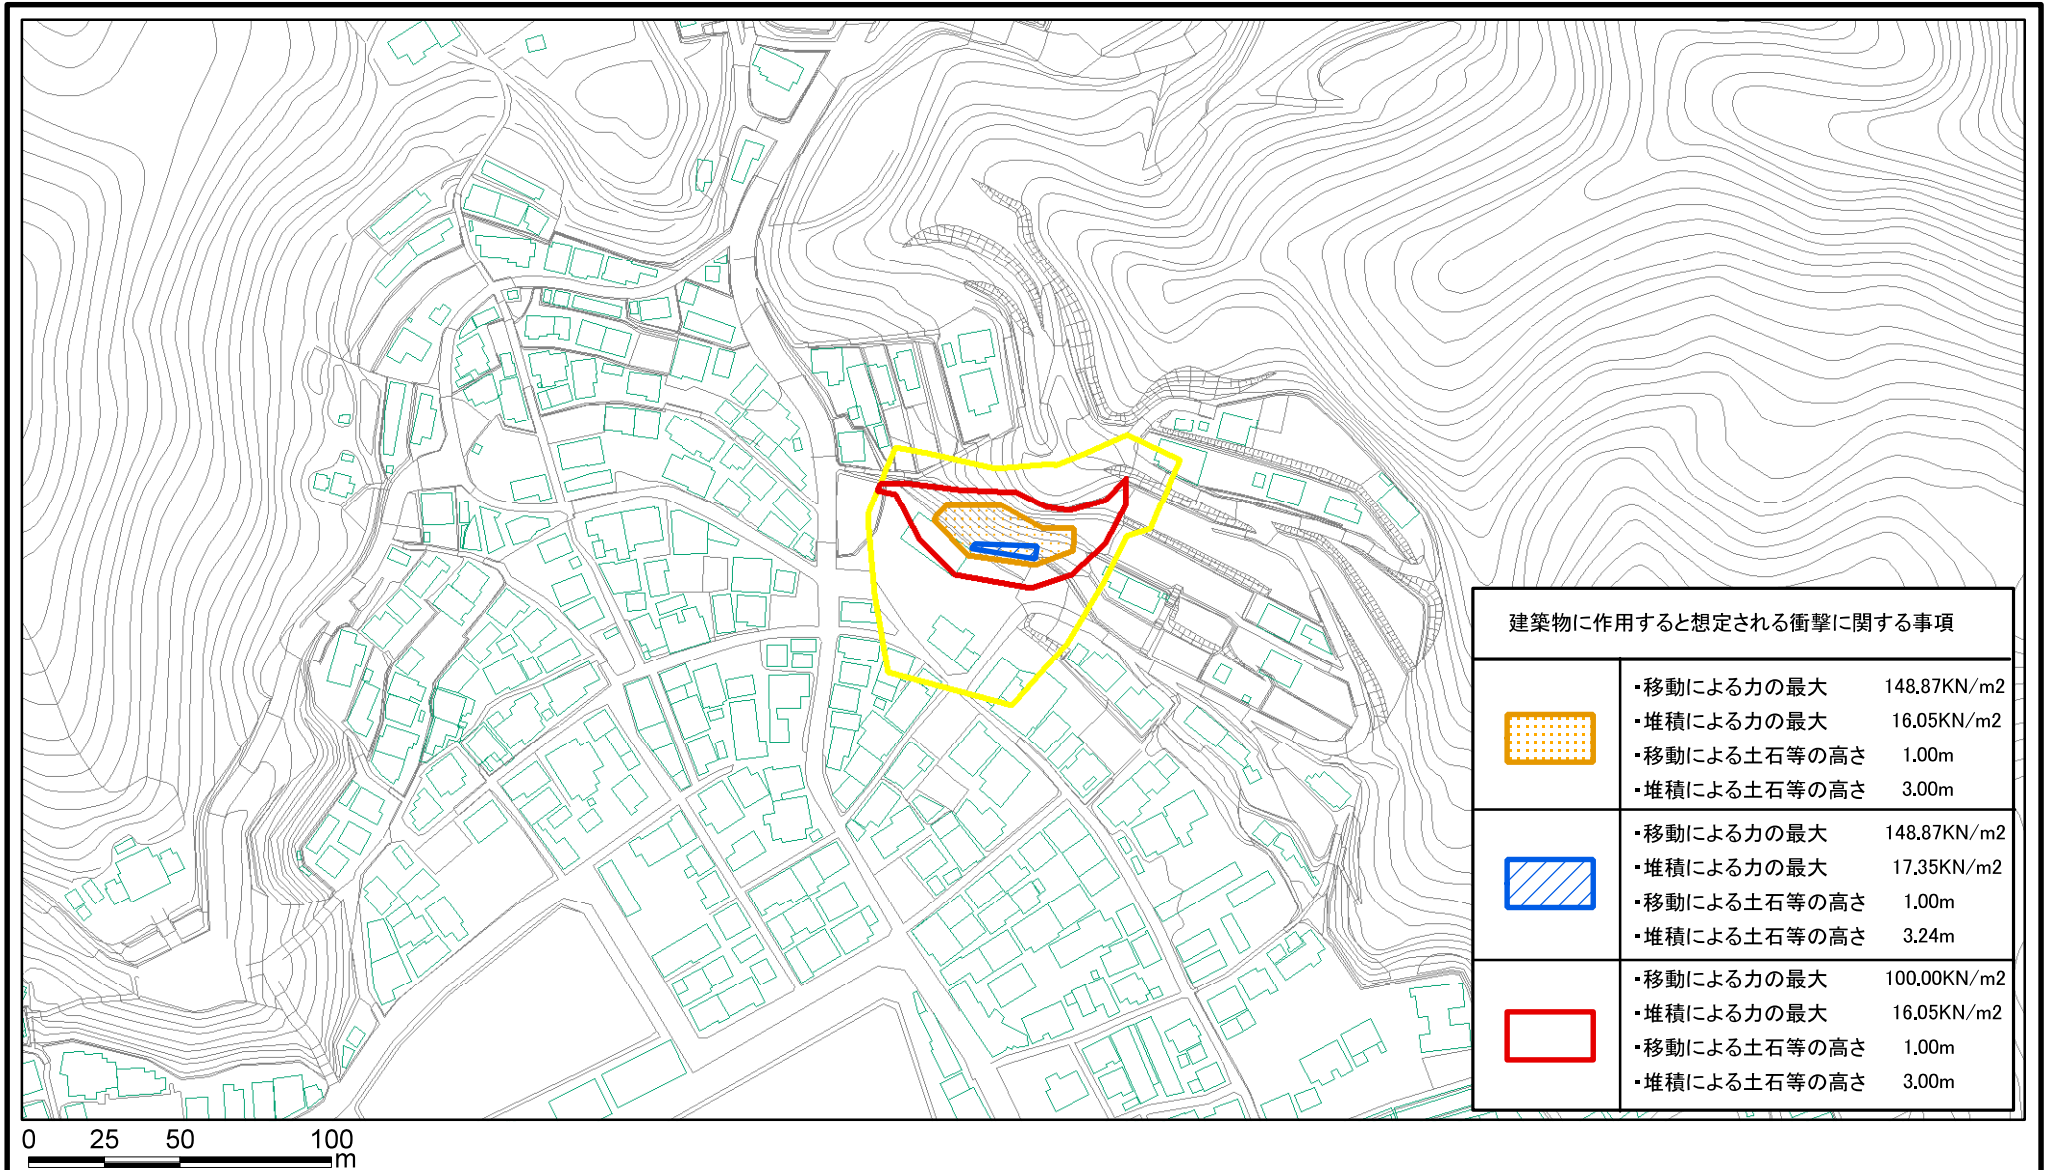 建築物に作用すると想定される衝撃に関する事項
・移動による力の最大 148.87KN/m2
・堆積による力の最大 16.05KN/m2
・移動による土石等の高さ 1.00m
・堆積による土石等の高さ 3.00m
・移動による力の最大 148.87KN/m2
・堆積による力の最大 17.35KN/m2
・移動による土石等の高さ 1.00m
・堆積による土石等の高さ 3.24m
・移動による力の最大 100.00KN/m2
・堆積による力の最大 16.05KN/m2
・移動による土石等の高さ 1.00m
・堆積による土石等の高さ 3.00m
0 25 50 100
m